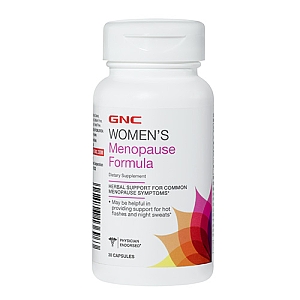 GNC
WOMEN'S
Menopause
Formula
Dietary Supplement
HERBAL SUPPORT FOR COMMON
MENOPAUSE SYMPTOMS*
• May be helpful in
providing support for hot
flashes and night sweats*
PHYSICIAN
ENDORSED†
30 CAPSULES